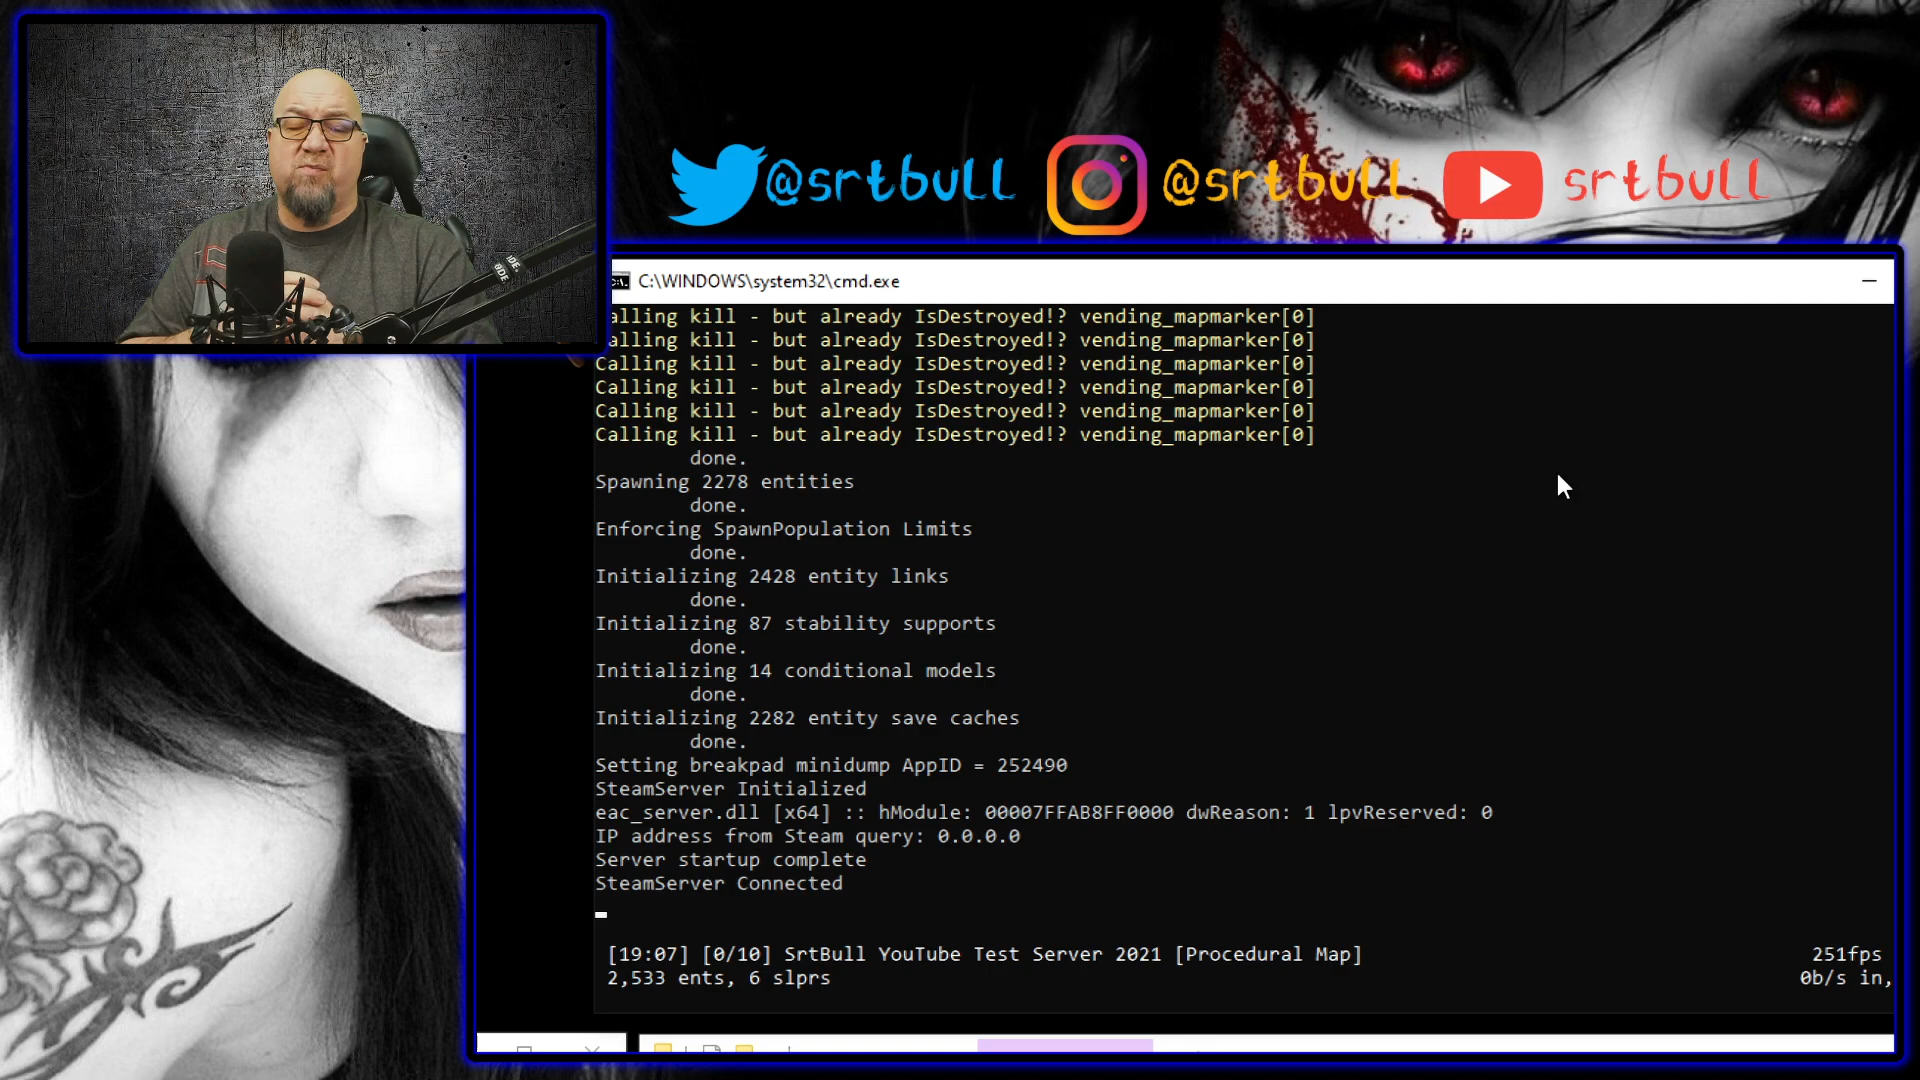 @srtbull @srtbull srtbull
C:\WINDOWS\system32\cmd.exe
alling kill - but already IsDestroyed!? vending_mapmarker[0]
alling kill - but already IsDestroyed!? vending_mapmarker[0]
Calling kill - but already IsDestroyed!? vending_mapmarker[0]
Calling kill - but already IsDestroyed!? vending_mapmarker[0]
Calling kill - but already IsDestroyed!? vending_mapmarker[0]
Calling kill - but already IsDestroyed!? vending_mapmarker[0]
done.
Spawning 2278 entities
done.
Enforcing SpawnPopulation Limits
done.
Initializing 2428 entity links
done.
Initializing 87 stability supports
done.
Initializing 14 conditional models
done.
Initializing 2282 entity save caches
done.
Setting breakpad minidump AppID = 252490
SteamServer Initialized
eac_server.dll [x64] :: hModule: 00007FFAB8FF0000 dwReason: 1 lpvReserved: 0
IP address from Steam query: 0.0.0.0
Server startup complete
SteamServer Connected
[19:07] [0/10] SrtBull YouTube Test Server 2021 [Procedural Map] 251fps
2,533 ents, 6 slprs 0b/s in,